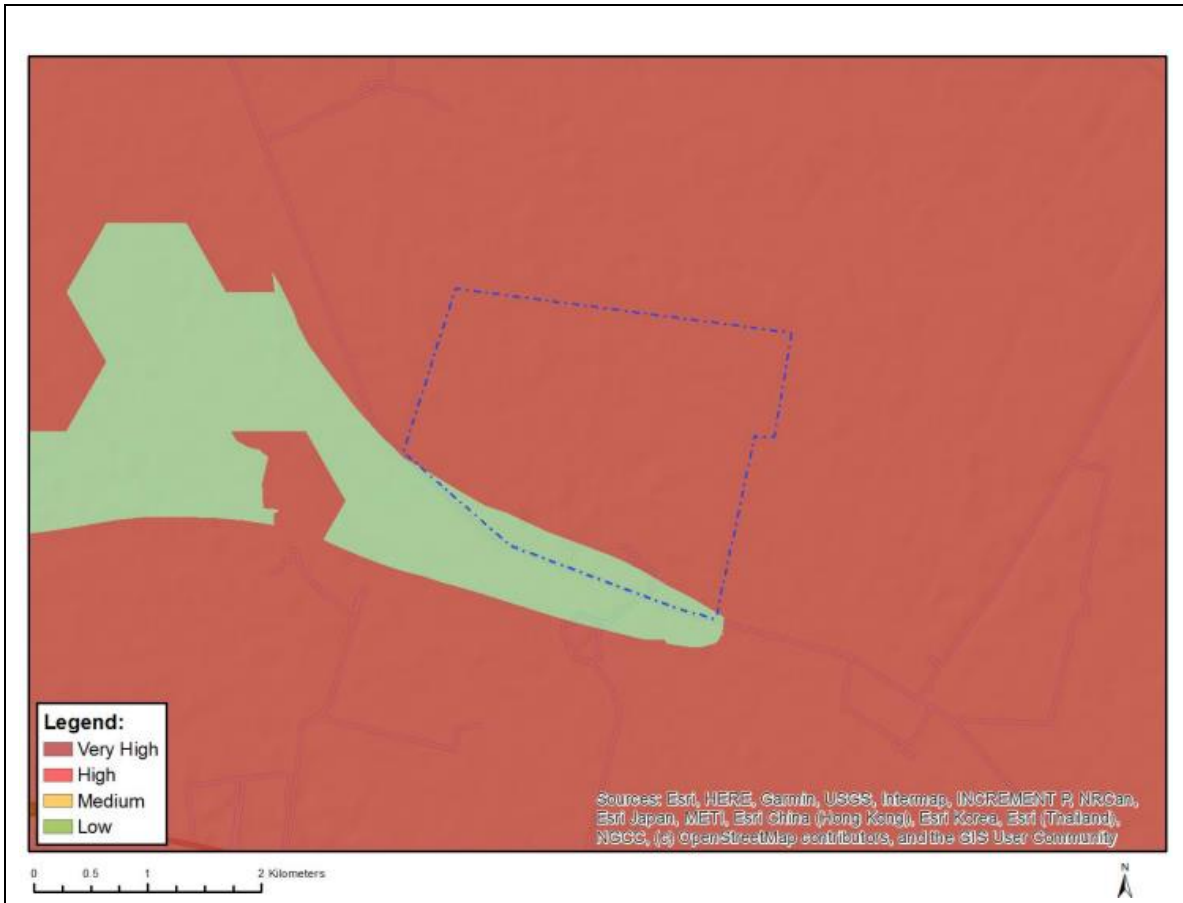 Legend:
Very High
High
Medium
Low
Sources: Esri, HERE, Garmin, USGS, Intermap, INCREMENT P, NRCan,
Esri Japan, METI, Esri China (Hong Kong), Esri Korea, Esri (Thailand),
NGCC, (c) OpenStreetMap contributors, and the GIS User Community
0 0.5 1 2 Kilometers
N